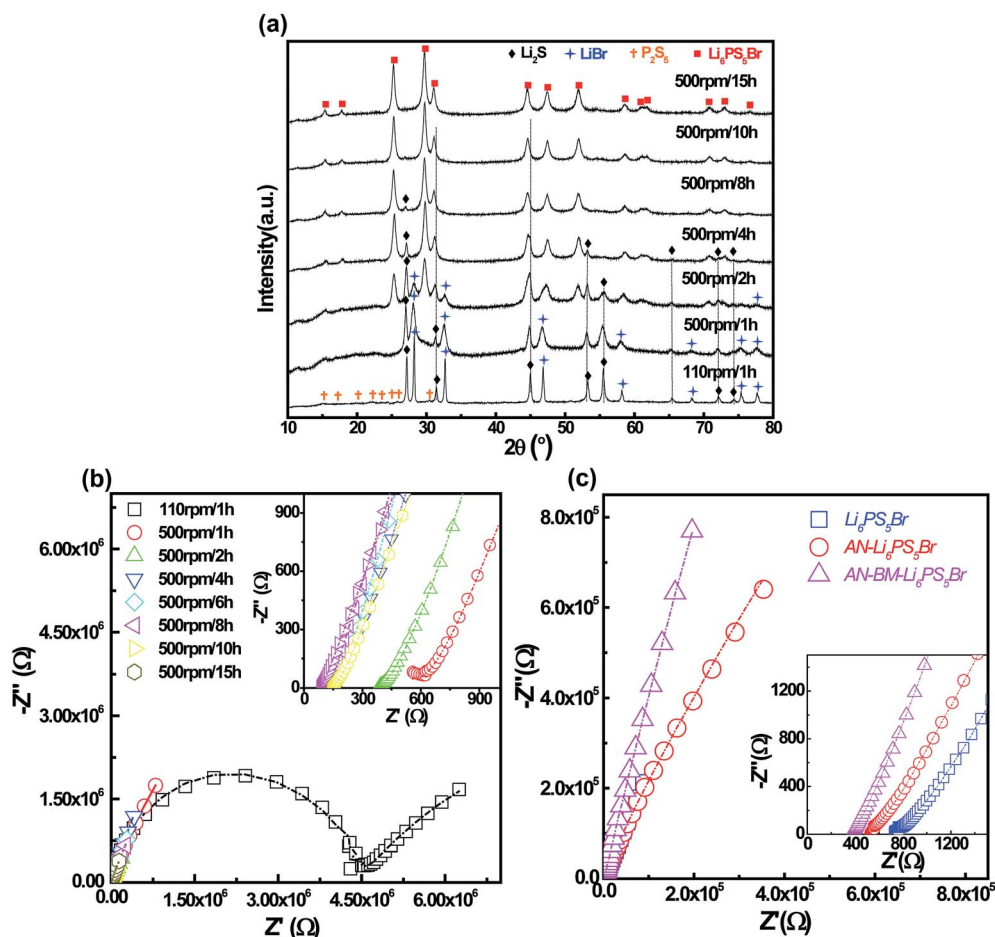 (a)
♦ Li₂S ✦ LiBr † P₂S₅ ■ Li₆PS₅Br
500rpm/15h
500rpm/10h
500rpm/8h
500rpm/4h
500rpm/2h
500rpm/1h
110rpm/1h
Intensity(a.u.)
10 20 30 40 50 60 70 80
2θ (°)
(b)
110rpm/1h
500rpm/1h
500rpm/2h
500rpm/4h
500rpm/6h
500rpm/8h
500rpm/10h
500rpm/15h
6.00x10⁶
4.50x10⁶
3.00x10⁶
1.50x10⁶
0.00
-Z'' (Ω)
0.00 1.50x10⁶ 3.00x10⁶ 4.50x10⁶ 6.00x10⁶
Z' (Ω)
900
600
300
0
-Z'' (Ω)
0 150 300 450 600 750 900
Z' (Ω)
(c)
Li₆PS₅Br
AN-Li₆PS₅Br
AN-BM-Li₆PS₅Br
8.0x10⁵
6.0x10⁵
4.0x10⁵
2.0x10⁵
0.0
-Z'' (Ω)
0.0 2.0x10⁵ 4.0x10⁵ 6.0x10⁵ 8.0x10⁵
Z'(Ω)
1200
800
400
0
-Z''(Ω)
0 400 800 1200
Z'(Ω)